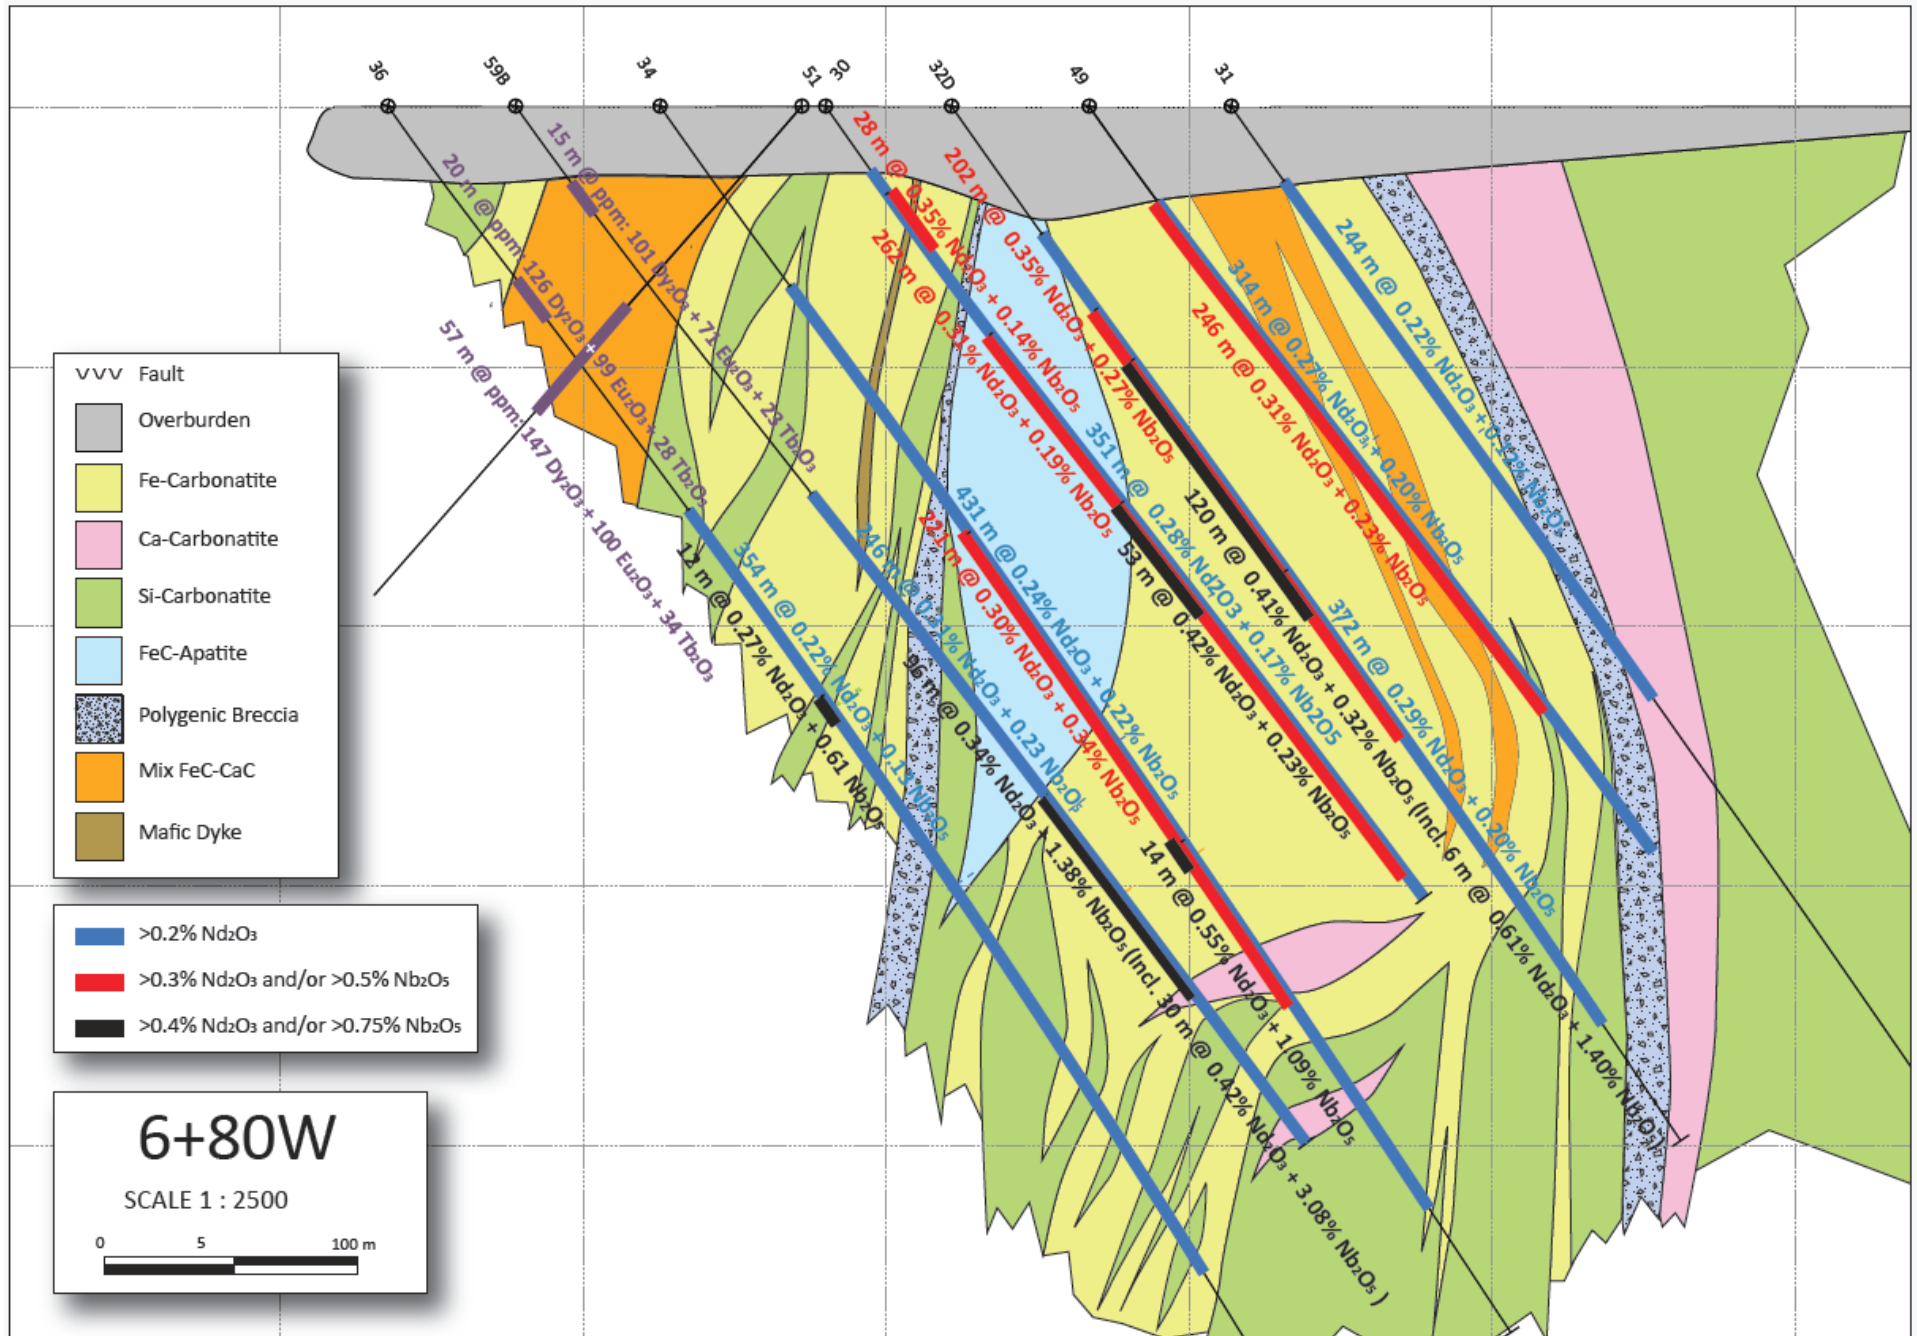 36
59B
34
51
30
32D
49
31
15 m @ ppm: 101 Dy₂O₃ + 71 Eu₂O₃ + 23 Tb₂O₃
20 m @ ppm: 126 Dy₂O₃ + 99 Eu₂O₃ + 28 Tb₂O₃
57 m @ ppm: 147 Dy₂O₃ + 100 Eu₂O₃ + 34 Tb₂O₃
28 m @ 0.35% Nd₂O₃ + 0.14% Nb₂O₅
202 m @ 0.35% Nd₂O₃ + 0.27% Nb₂O₅
262 m @ 0.31% Nd₂O₃ + 0.19% Nb₂O₅
244 m @ 0.22% Nd₂O₃ + 0.12% Nb₂O₅
314 m @ 0.27% Nd₂O₃ + 0.20% Nb₂O₅
246 m @ 0.31% Nd₂O₃ + 0.23% Nb₂O₅
351 m @ 0.28% Nd2O3 + 0.17% Nb2O5
120 m @ 0.41% Nd₂O₃ + 0.32% Nb₂O₅ (Incl. 6 m @ 0.61% Nd₂O₃ + 1.40% Nb₂O₅)
53 m @ 0.42% Nd₂O₃ + 0.23% Nb₂O₅
372 m @ 0.29% Nd₂O₃ + 0.20% Nb₂O₅
431 m @ 0.24% Nd₂O₃ + 0.22% Nb₂O₅
221 m @ 0.30% Nd₂O₃ + 0.34% Nb₂O₅
246 m @ Nd₂O₃ + 0.23 Nb₂O₅
354 m @ 0.22% Nd₂O₃ + Nb₂O₅
12 m @ 0.27% Nd₂O₃ + 0.61 Nb₂O₅
96 m @ 0.34% Nd₂O₃ + 1.38% Nb₂O₅ (Incl. 30 m @ 0.42% Nd₂O₃ + 3.08% Nb₂O₅ )
14 m @ 0.55% Nd₂O₃ + 1.09% Nb₂O₅
Fault
Overburden
Fe-Carbonatite
Ca-Carbonatite
Si-Carbonatite
FeC-Apatite
Polygenic Breccia
Mix FeC-CaC
Mafic Dyke
>0.2% Nd₂O₃
>0.3% Nd₂O₃ and/or >0.5% Nb₂O₅
>0.4% Nd₂O₃ and/or >0.75% Nb₂O₅
6+80W
SCALE 1 : 2500
0 5 100 m